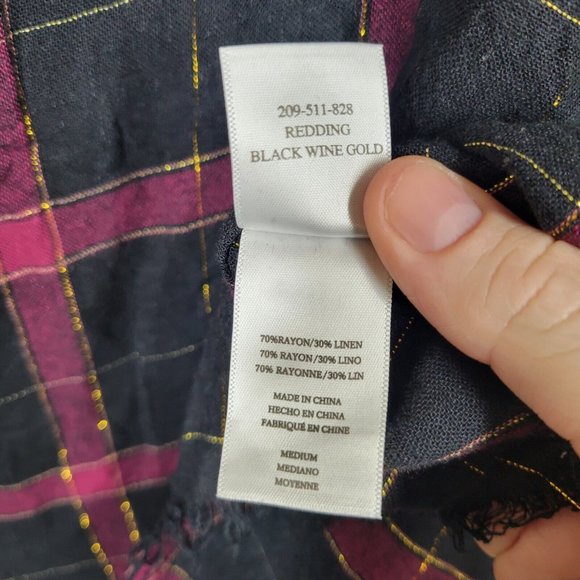 209-511-828
REDDING
BLACK WINE GOLD
70%RAYON/30% LINEN
70% RAYON/30% LINO
70% RAYONNE/30% LIN
MADE IN CHINA
HECHO EN CHINA
FABRIQUÉ EN CHINE
MEDIUM
MEDIANO
MOYENNE